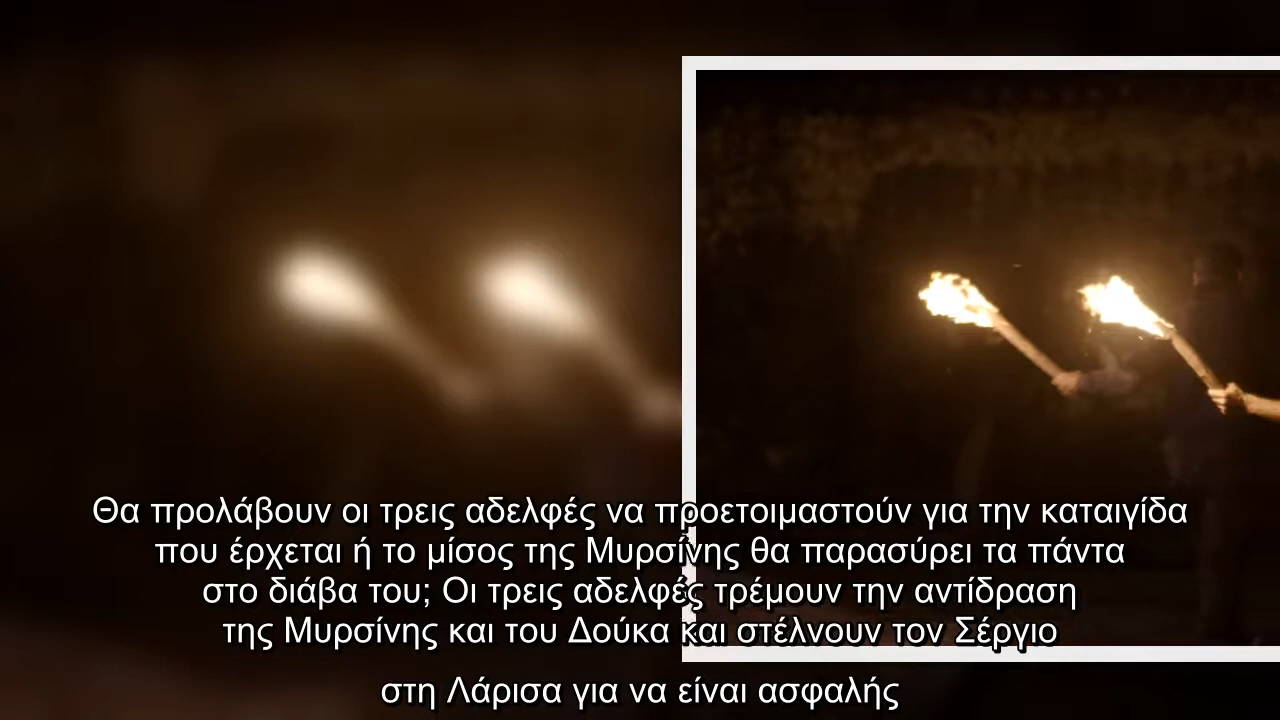 Θα προλάβουν οι τρεις αδελφές να προετοιμαστούν για την καταιγίδα
που έρχεται ή το μίσος της Μυρσίνης θα παρασύρει τα πάντα
στο διάβα του; Οι τρεις αδελφές τρέμουν την αντίδραση
της Μυρσίνης και του Δούκα και στέλνουν τον Σέργιο
στη Λάρισα για να είναι ασφαλής